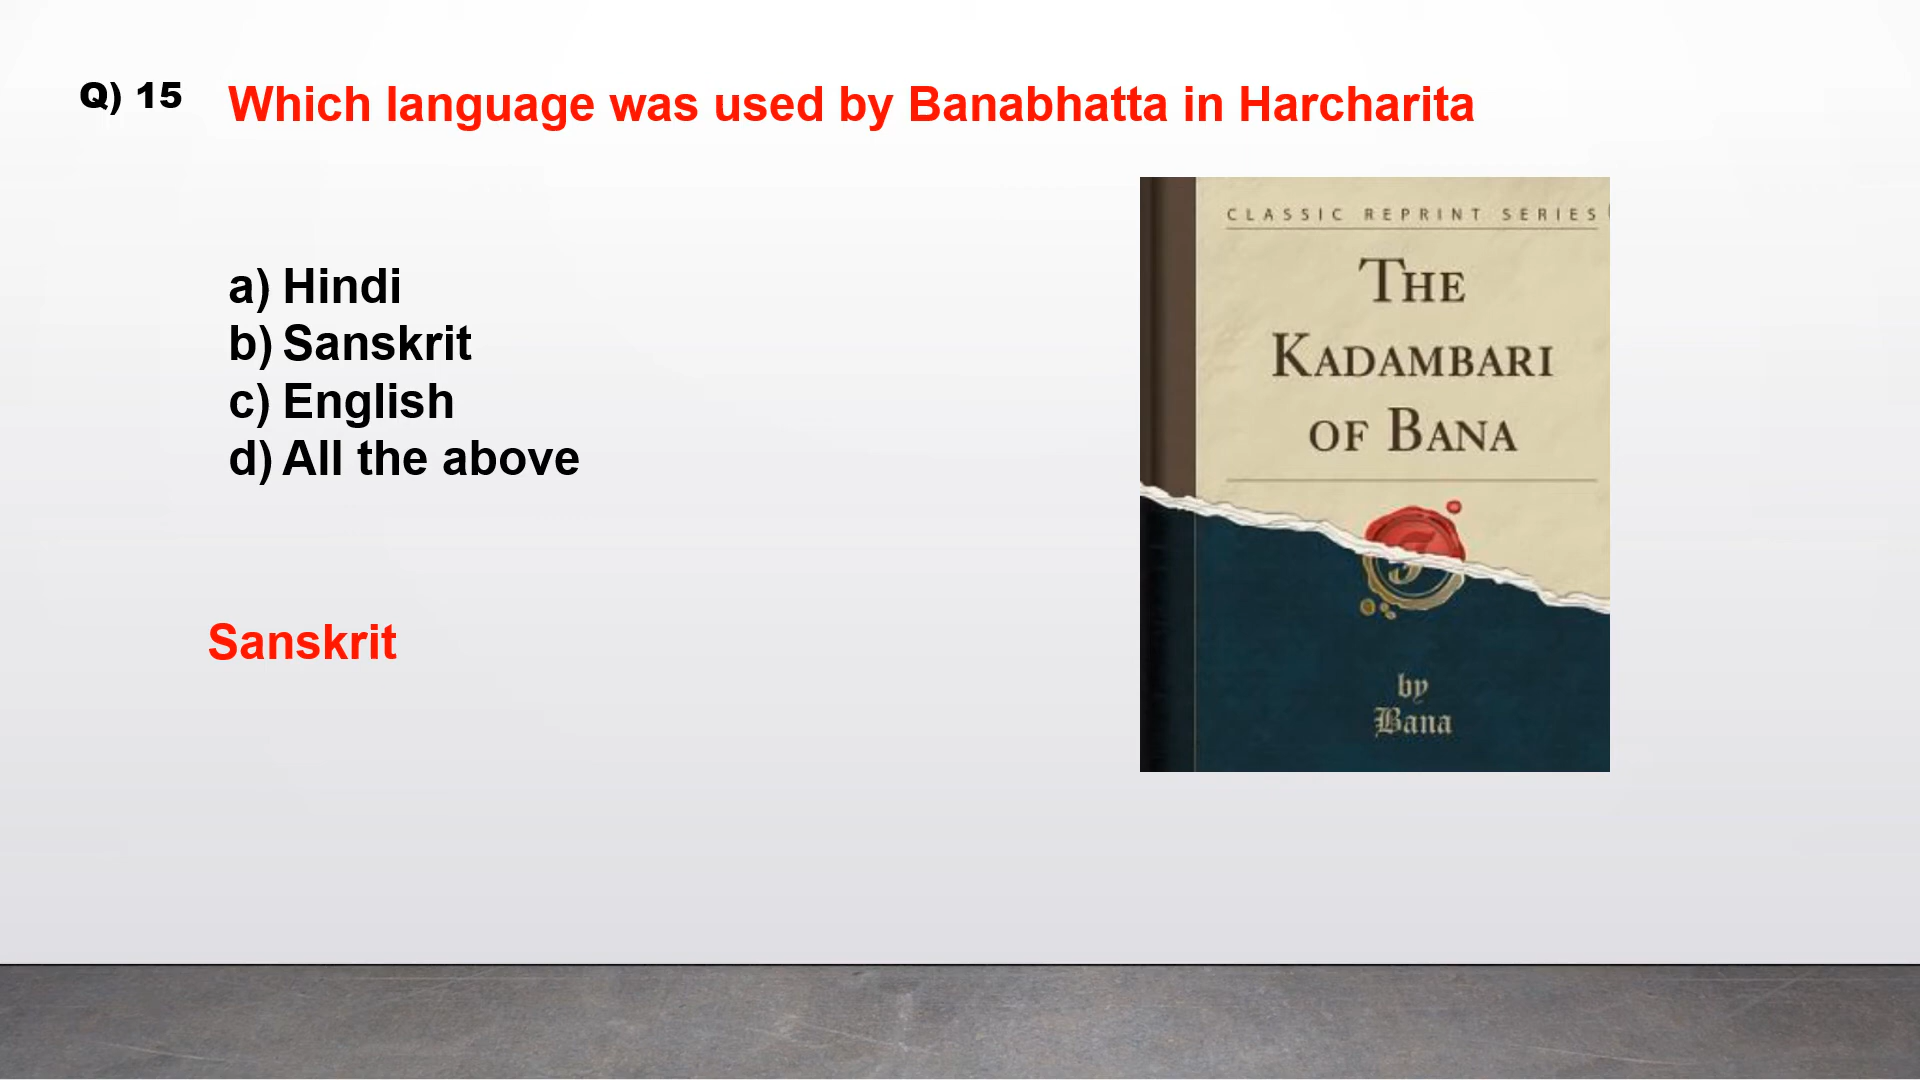 Q) 15 Which language was used by Banabhatta in Harcharita
a) Hindi
b) Sanskrit
c) English
d) All the above
Sanskrit
CLASSIC REPRINT SERIES
THE
KADAMBARI
OF BANA
by
Bana